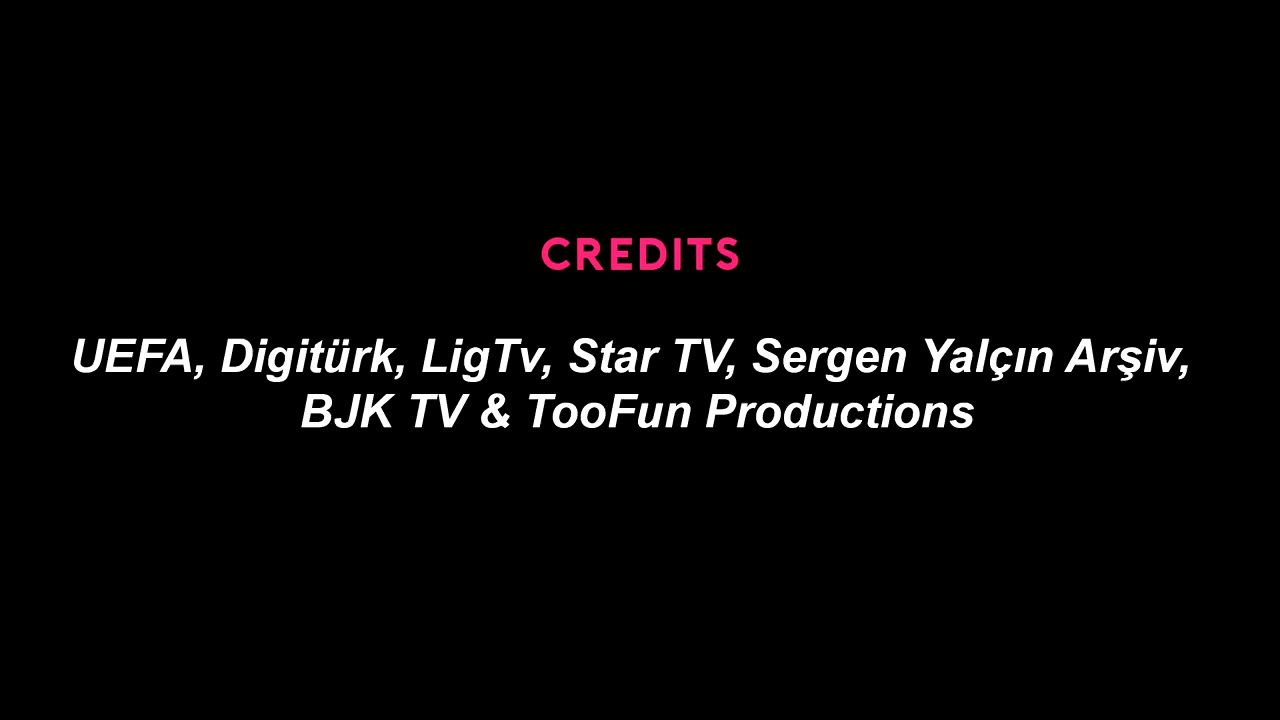 CREDITS
UEFA, Digitürk, LigTv, Star TV, Sergen Yalçın Arşiv,
BJK TV & TooFun Productions